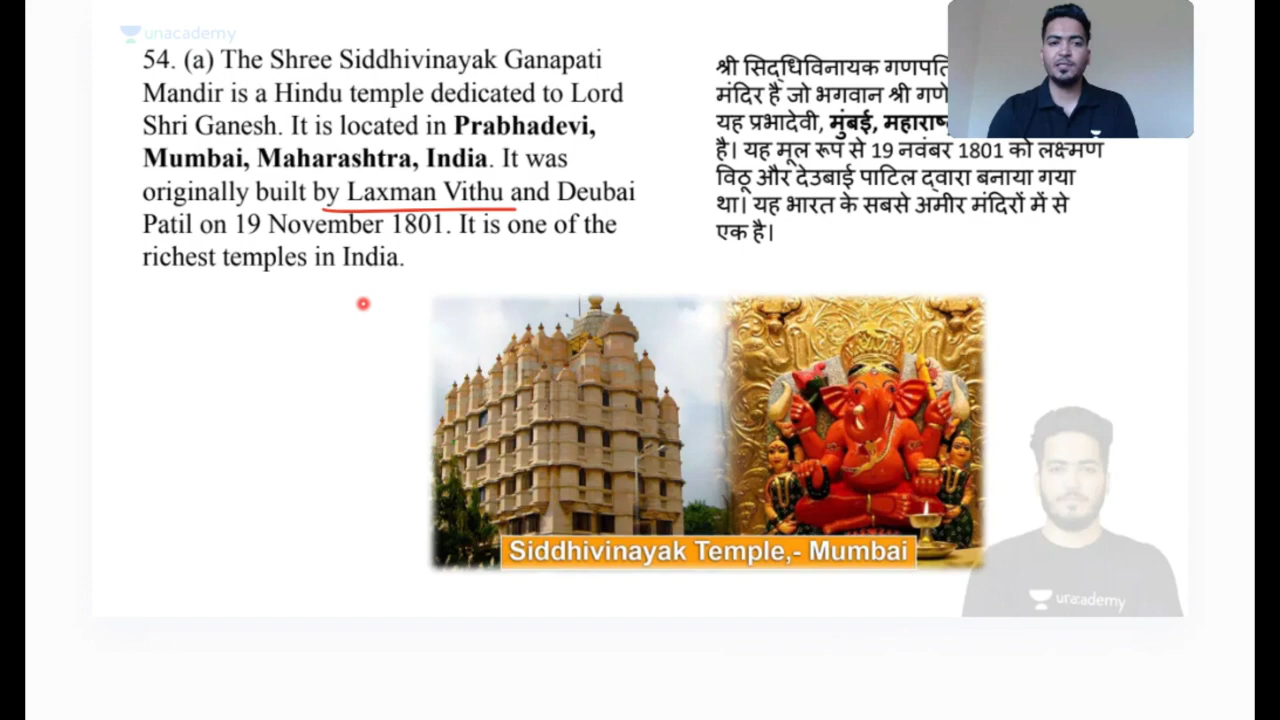 unacademy
54. (a) The Shree Siddhivinayak Ganapati
Mandir is a Hindu temple dedicated to Lord
Shri Ganesh. It is located in Prabhadevi,
Mumbai, Maharashtra, India. It was
originally built by Laxman Vithu and Deubai
Patil on 19 November 1801. It is one of the
richest temples in India.
श्री सिद्धिविनायक गणपति
मंदिर है जो भगवान श्री
यह प्रभादेवी, मुंबई,
है। यह मूल रूप से 19 नवंबर 1801 को लक्ष्मण
विठू और देउबाई पाटिल द्वारा बनाया गया
था। यह भारत के सबसे अमीर मंदिरों में से
एक है।
Siddhivinayak Temple,- Mumbai
unacademy